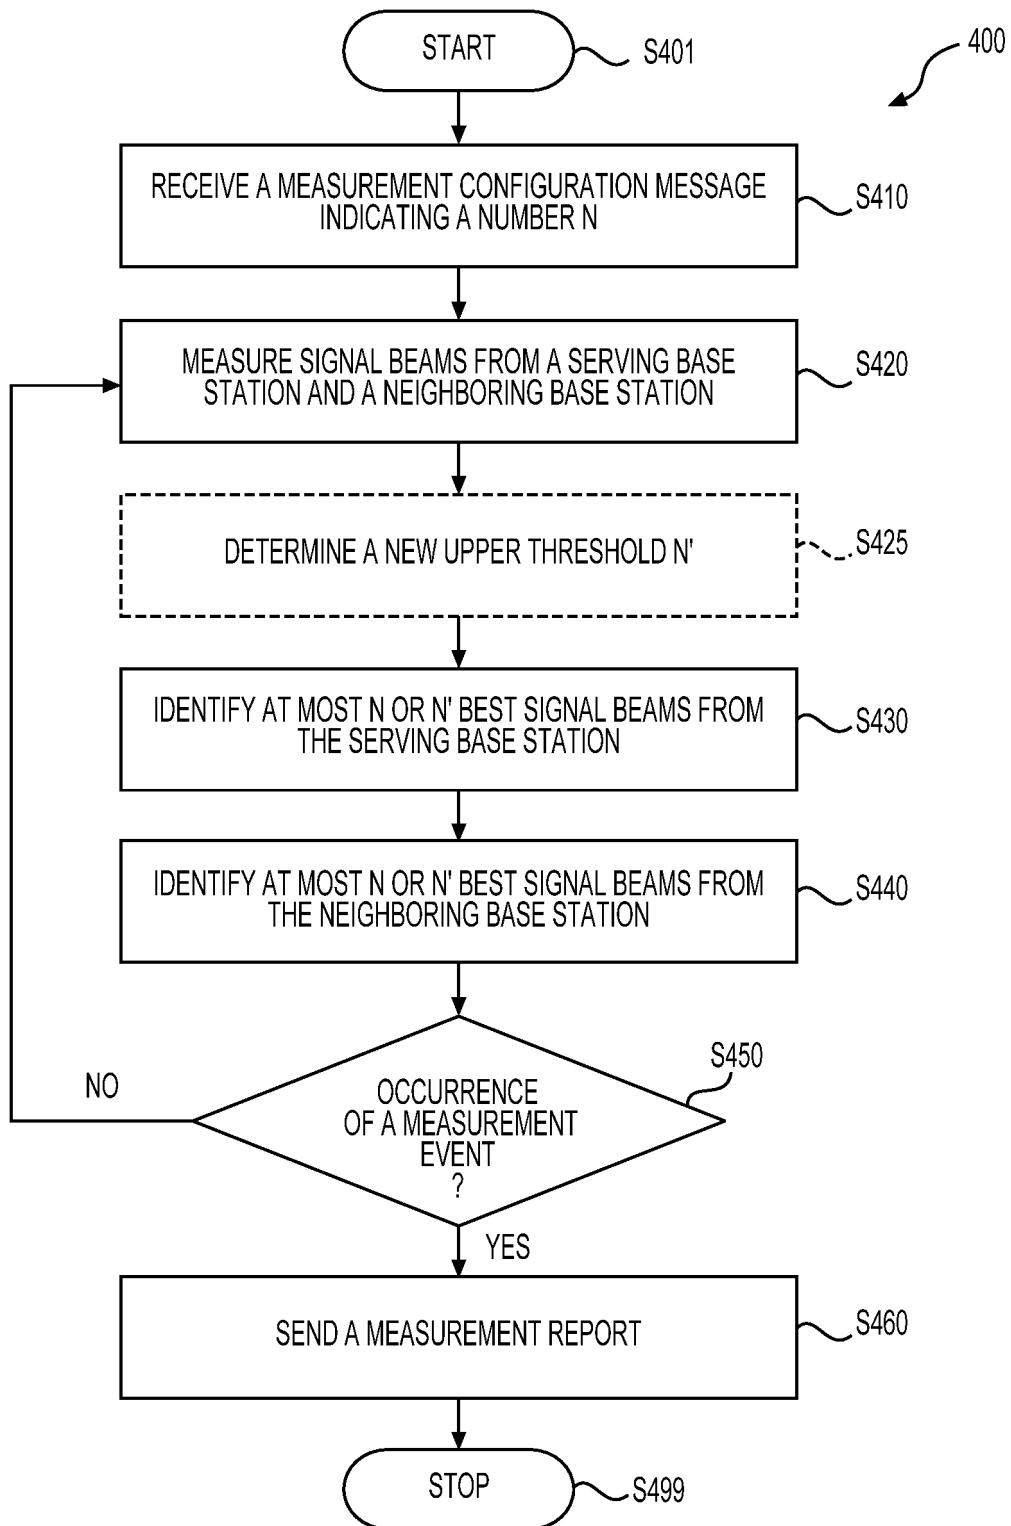 START
S401
400
RECEIVE A MEASUREMENT CONFIGURATION MESSAGE
INDICATING A NUMBER N
S410
MEASURE SIGNAL BEAMS FROM A SERVING BASE
STATION AND A NEIGHBORING BASE STATION
S420
DETERMINE A NEW UPPER THRESHOLD N'
S425
IDENTIFY AT MOST N OR N' BEST SIGNAL BEAMS FROM
THE SERVING BASE STATION
S430
IDENTIFY AT MOST N OR N' BEST SIGNAL BEAMS FROM
THE NEIGHBORING BASE STATION
S440
S450
NO
OCCURRENCE
OF A MEASUREMENT
EVENT
?
YES
SEND A MEASUREMENT REPORT
S460
STOP
S499